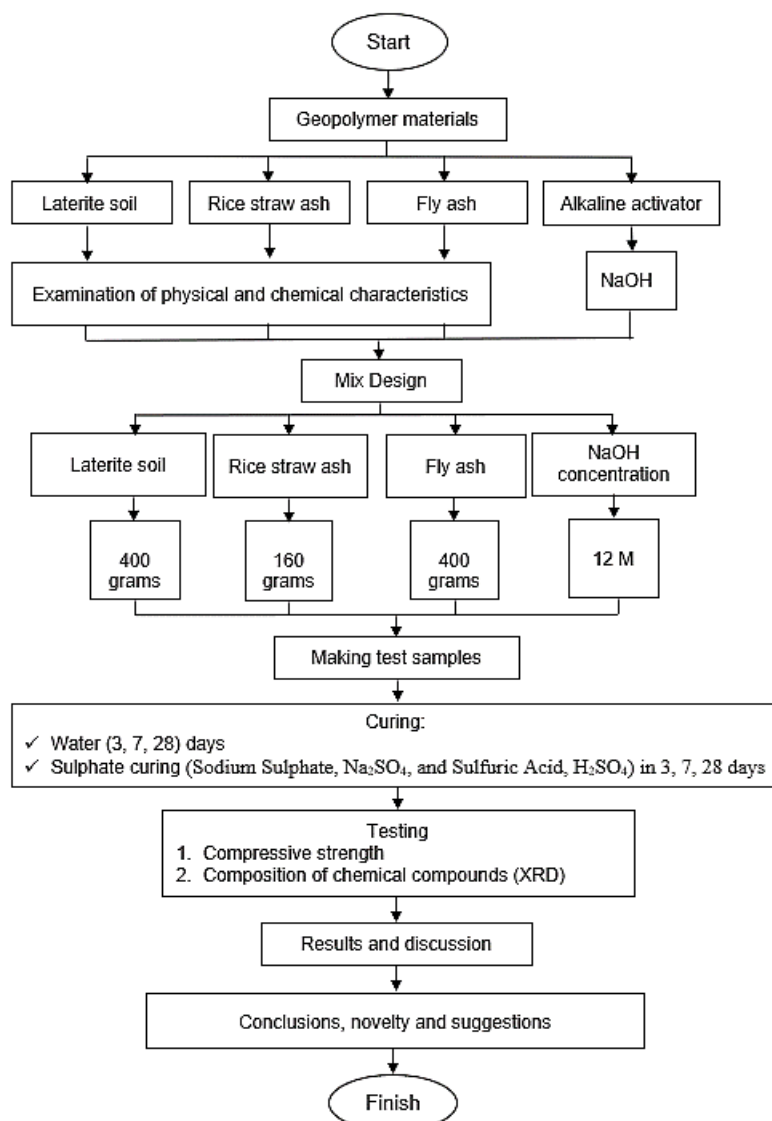 Start
Geopolymer materials
Laterite soil
Rice straw ash
Fly ash
Alkaline activator
Examination of physical and chemical characteristics
NaOH
Mix Design
Laterite soil
Rice straw ash
Fly ash
NaOH
concentration
400
grams
160
grams
400
grams
12 M
Making test samples
Curing:
✓ Water (3, 7, 28) days
✓ Sulphate curing (Sodium Sulphate, Na₂SO₄, and Sulfuric Acid, H₂SO₄) in 3, 7, 28 days
Testing
1. Compressive strength
2. Composition of chemical compounds (XRD)
Results and discussion
Conclusions, novelty and suggestions
Finish